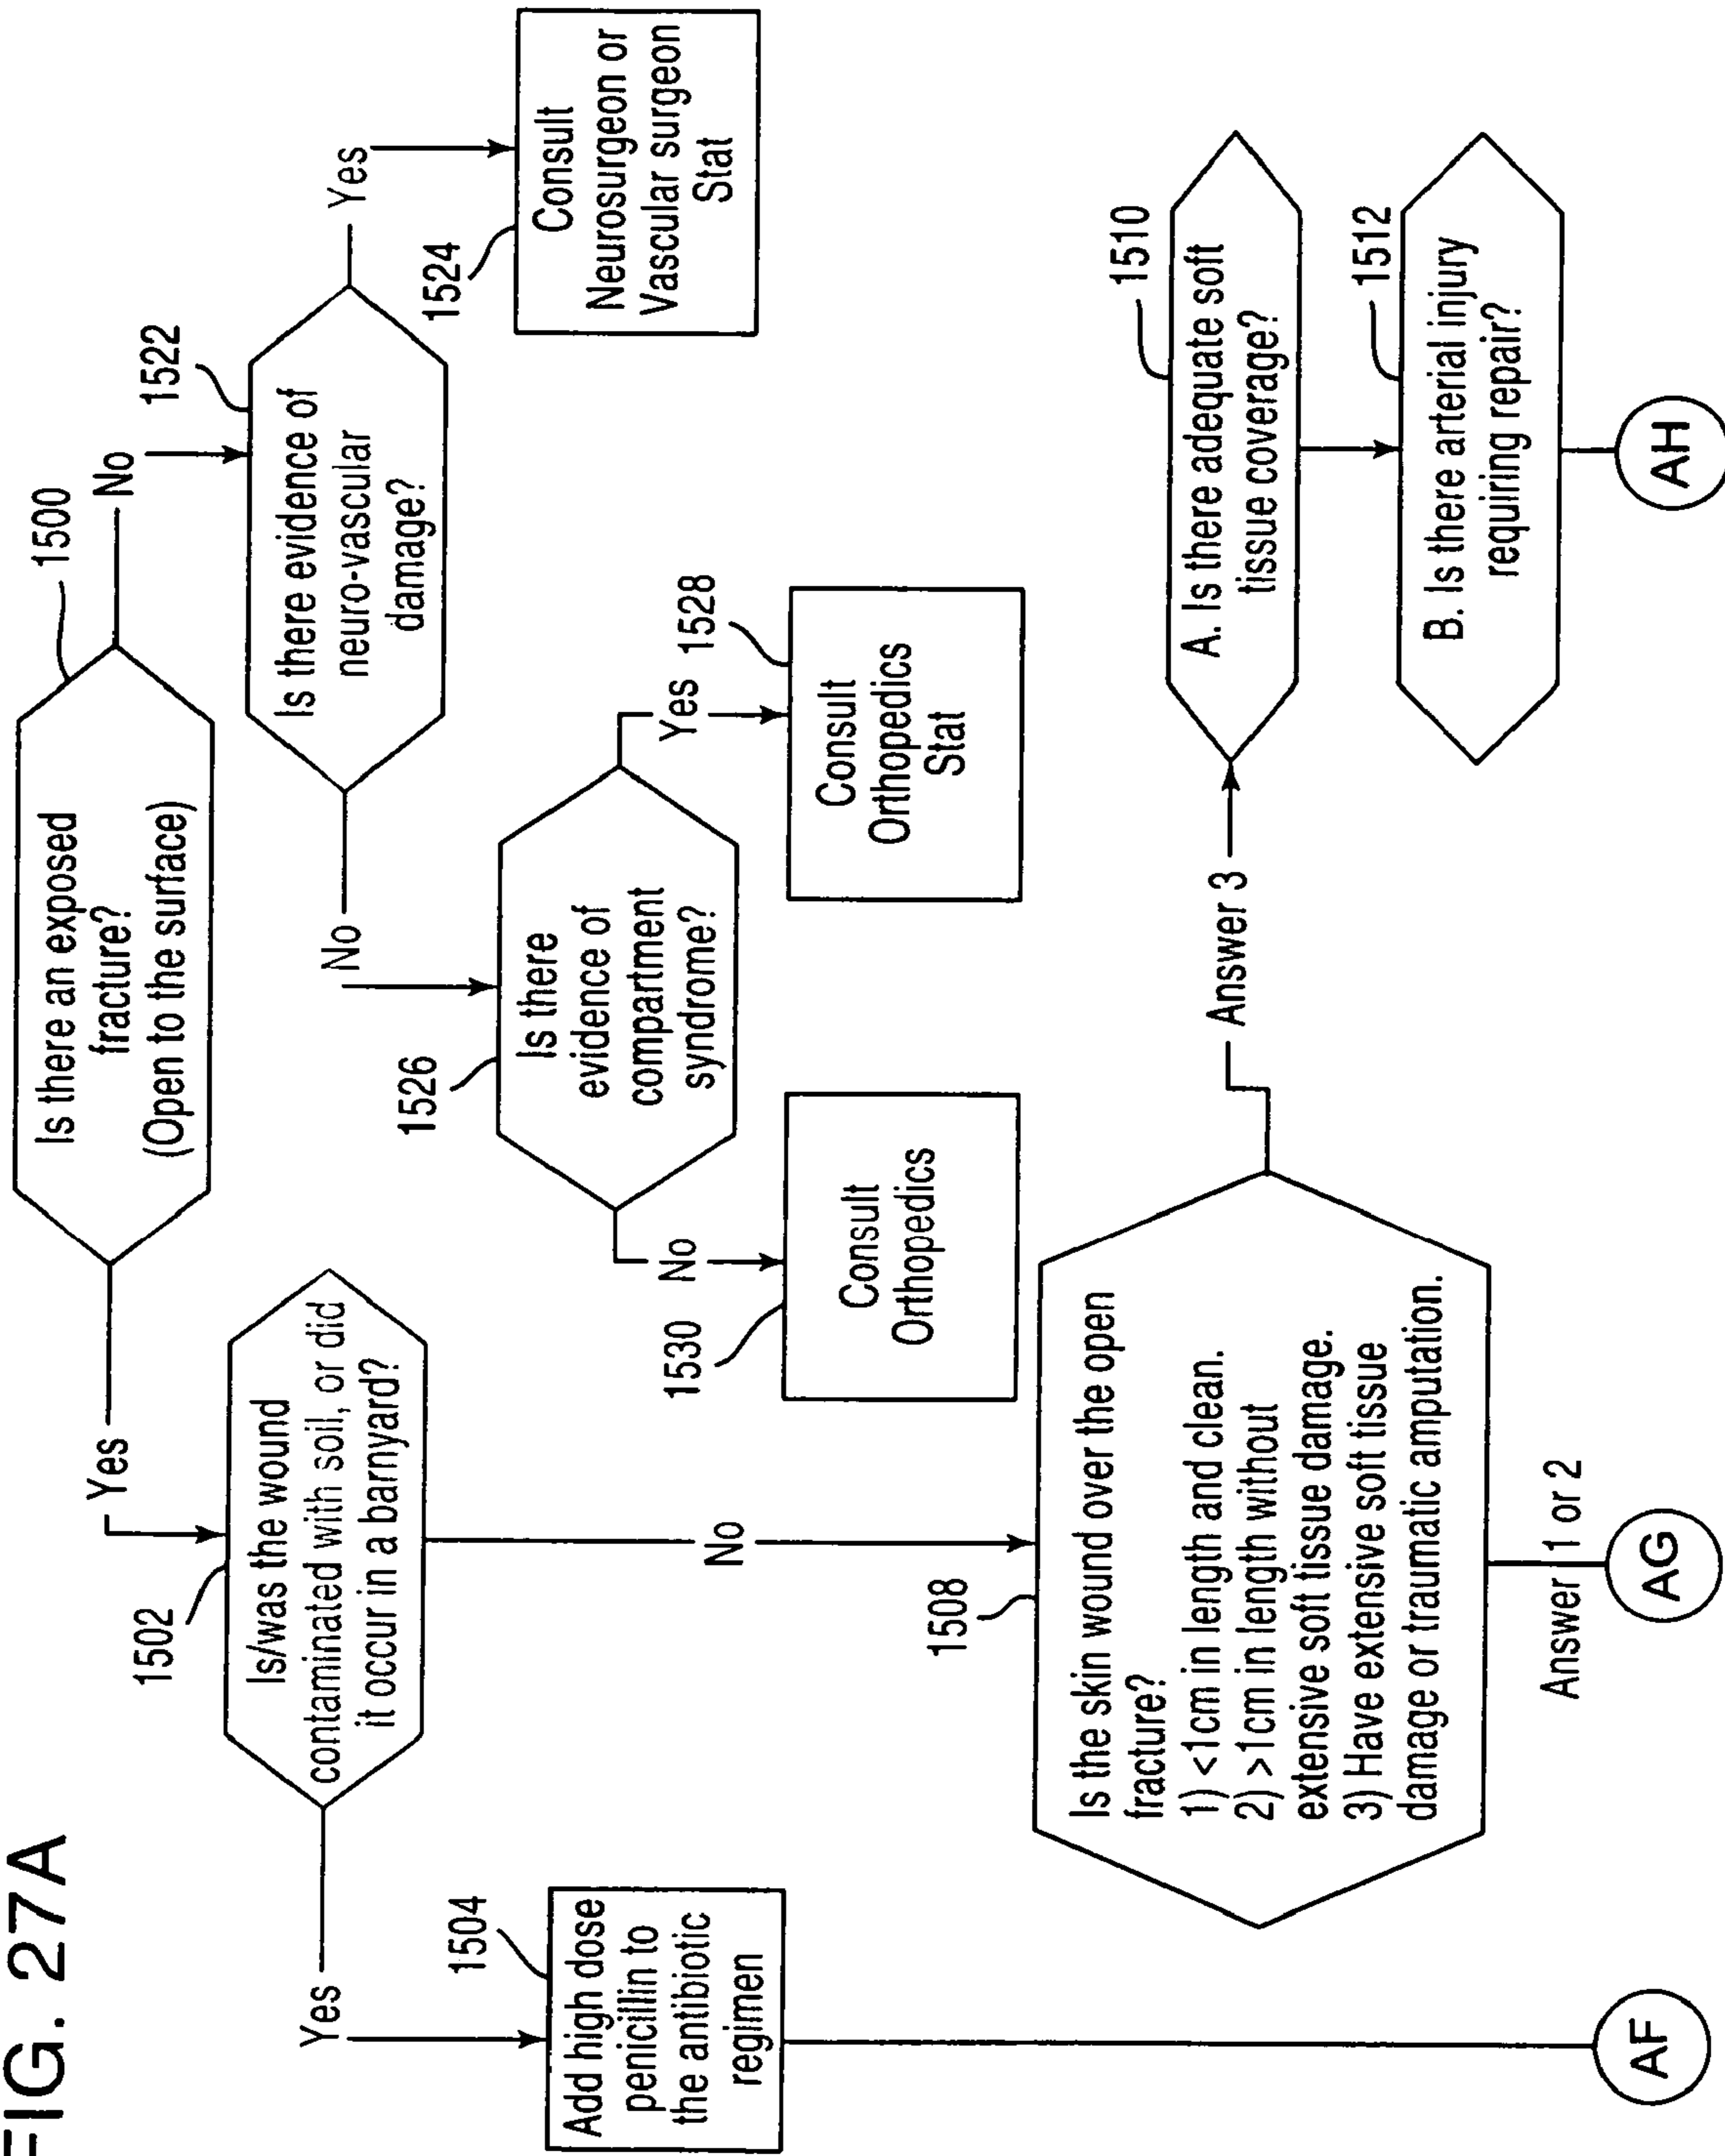 FIG. 27A
1500
Is there an exposed
fracture?
(Open to the surface)
Yes
No
1502
Is/was the wound
contaminated with soil, or did
it occur in a barnyard?
1522
Is there evidence of
neuro-vascular
damage?
Yes
No
Yes
1504
Add high dose
penicillin to
the antibiotic
regimen
1526
Is there
evidence of
compartment
syndrome?
1524
Consult
Neurosurgeon or
Vascular surgeon
Stat
No
No
Yes
1530
Consult
Orthopedics
1528
Consult
Orthopedics
Stat
1508
Is the skin wound over the open
fracture?
1) <1cm in length and clean.
2) >1cm in length without
extensive soft tissue damage.
3) Have extensive soft tissue
damage or traumatic amputation.
Answer 3
1510
A. Is there adequate soft
tissue coverage?
1512
B. Is there arterial injury
requiring repair?
Answer 1 or 2
AF
AG
AH